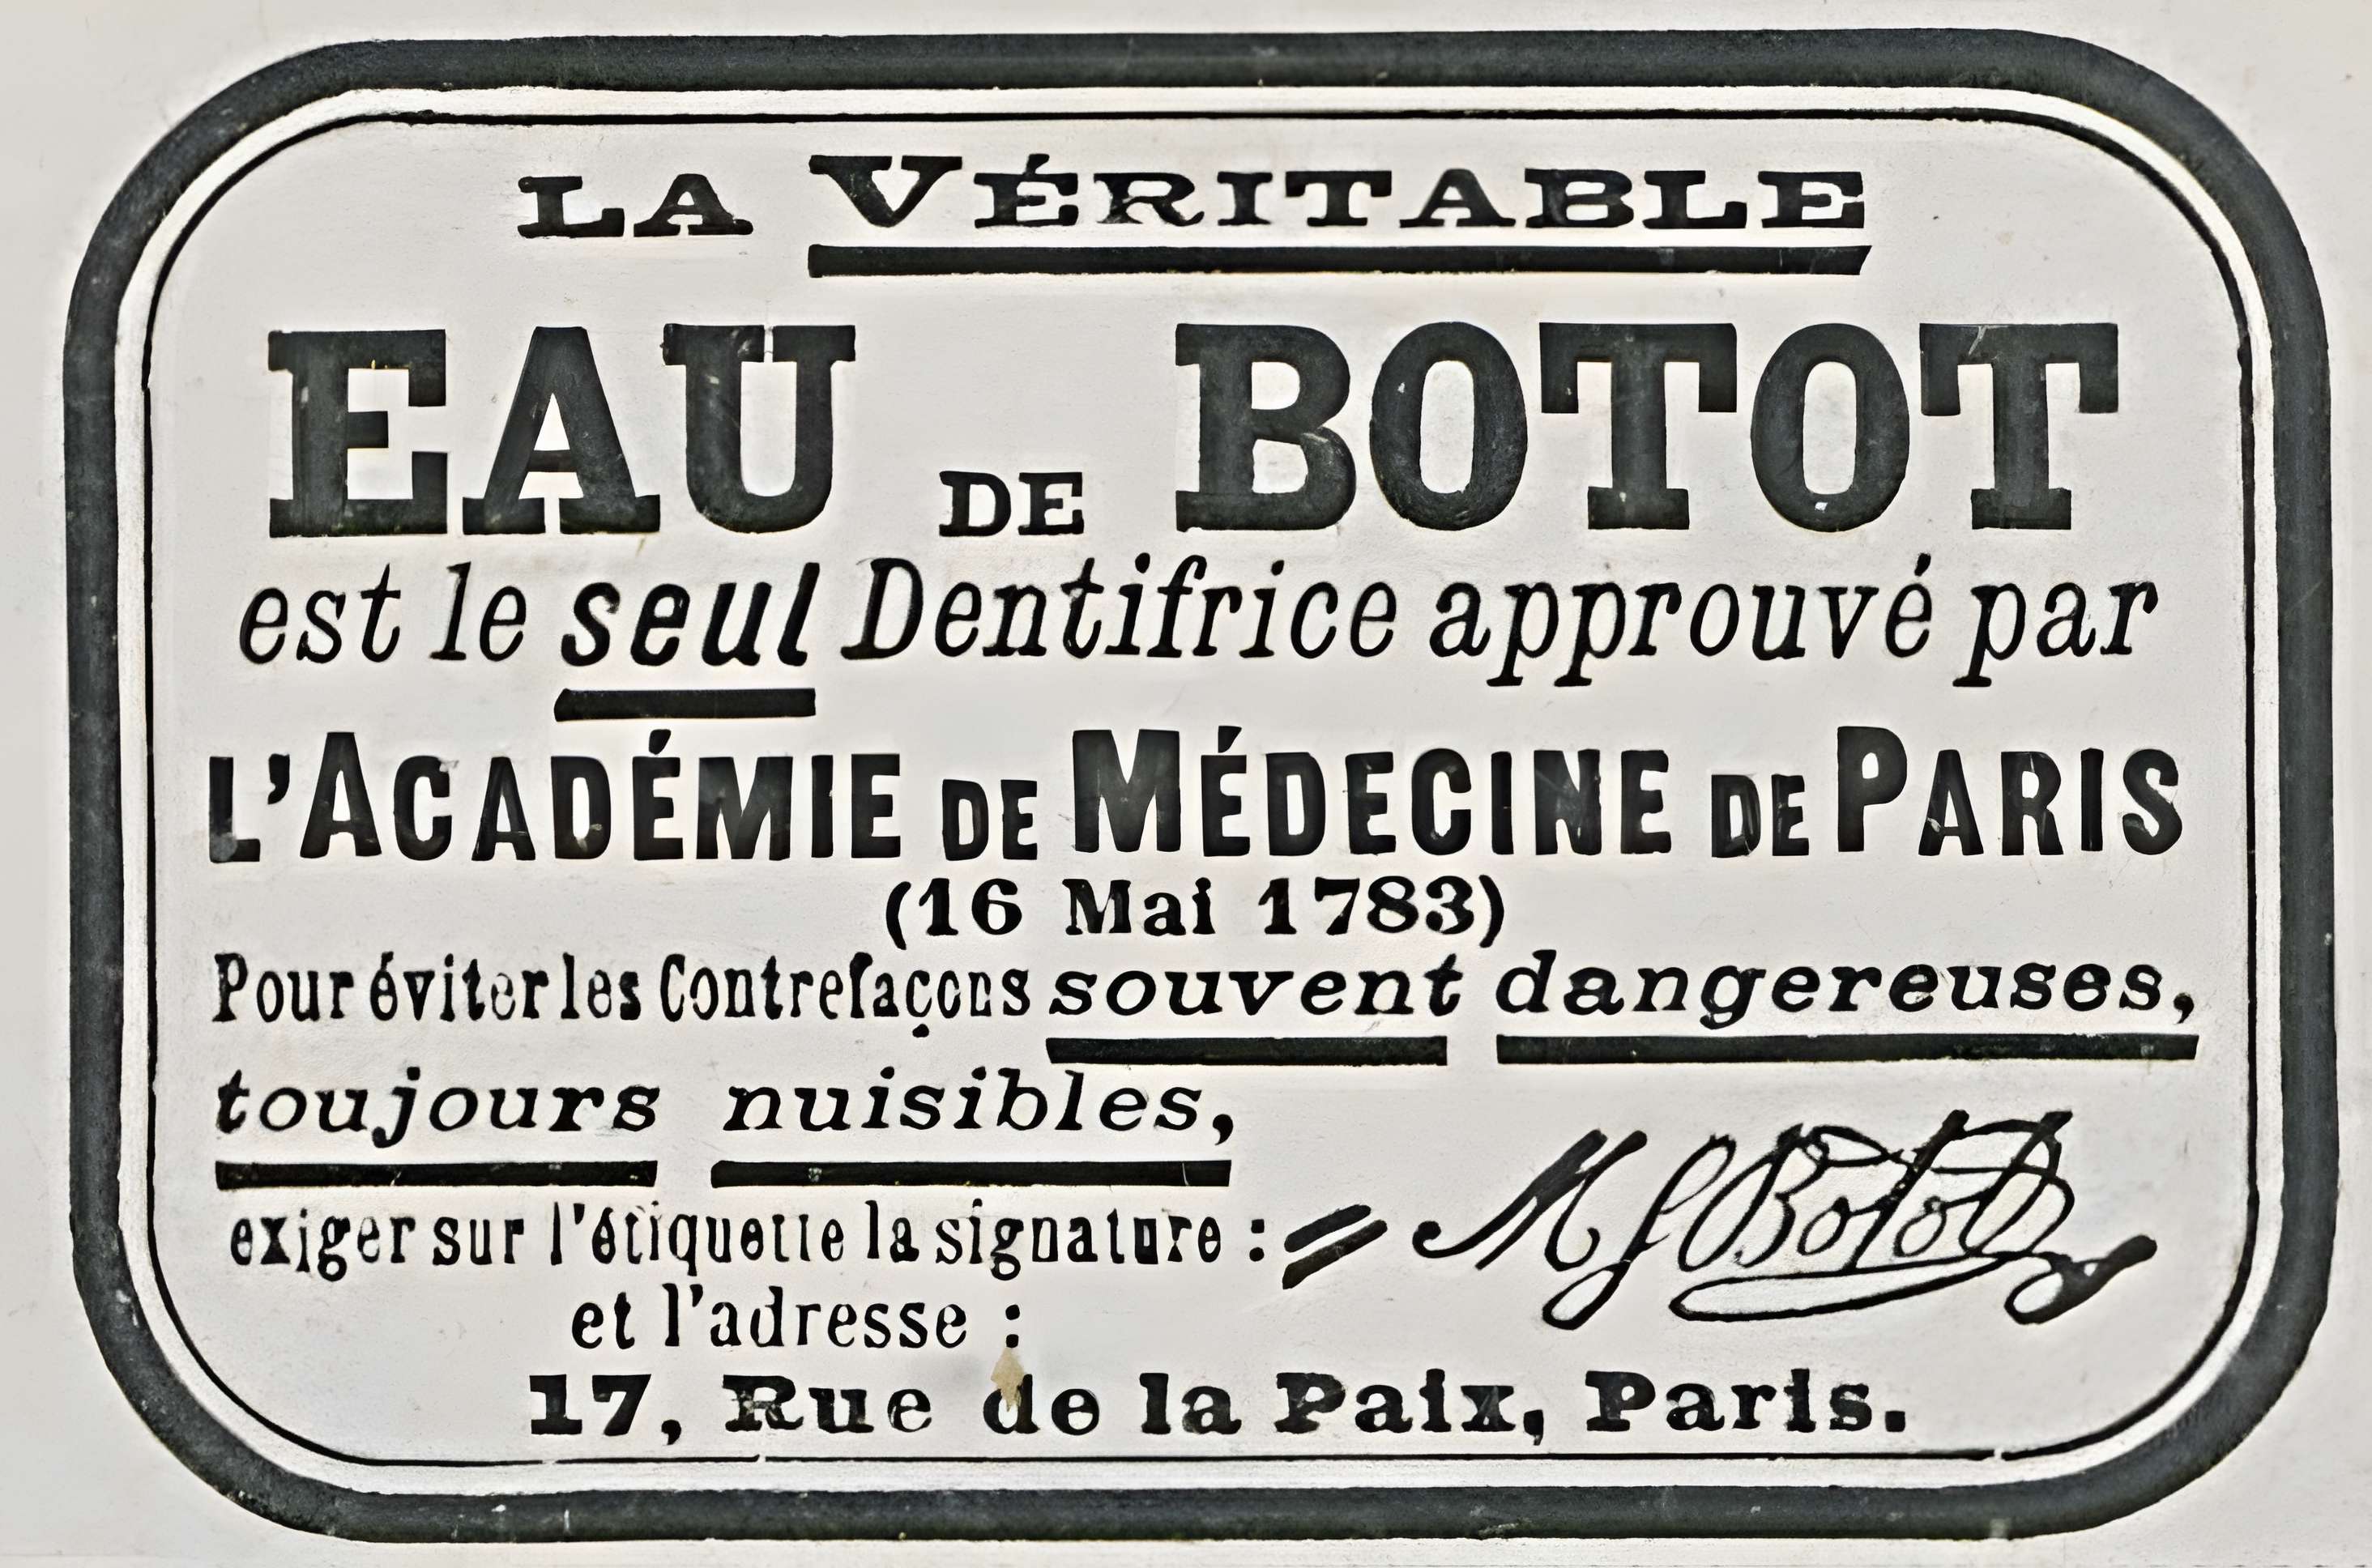 LA VÉRITABLE
EAU DE BOTOT
est le seul Dentifrice approuvé par
L'ACADÉMIE DE MÉDECINE DE PARIS
(16 Mai 1783)
Pour éviter les Contrefaçons souvent dangereuses,
toujours nuisibles,
exiger sur l'étiquette la signature : M S Botot
et l'adresse :
17, Rue de la Paix, Paris.